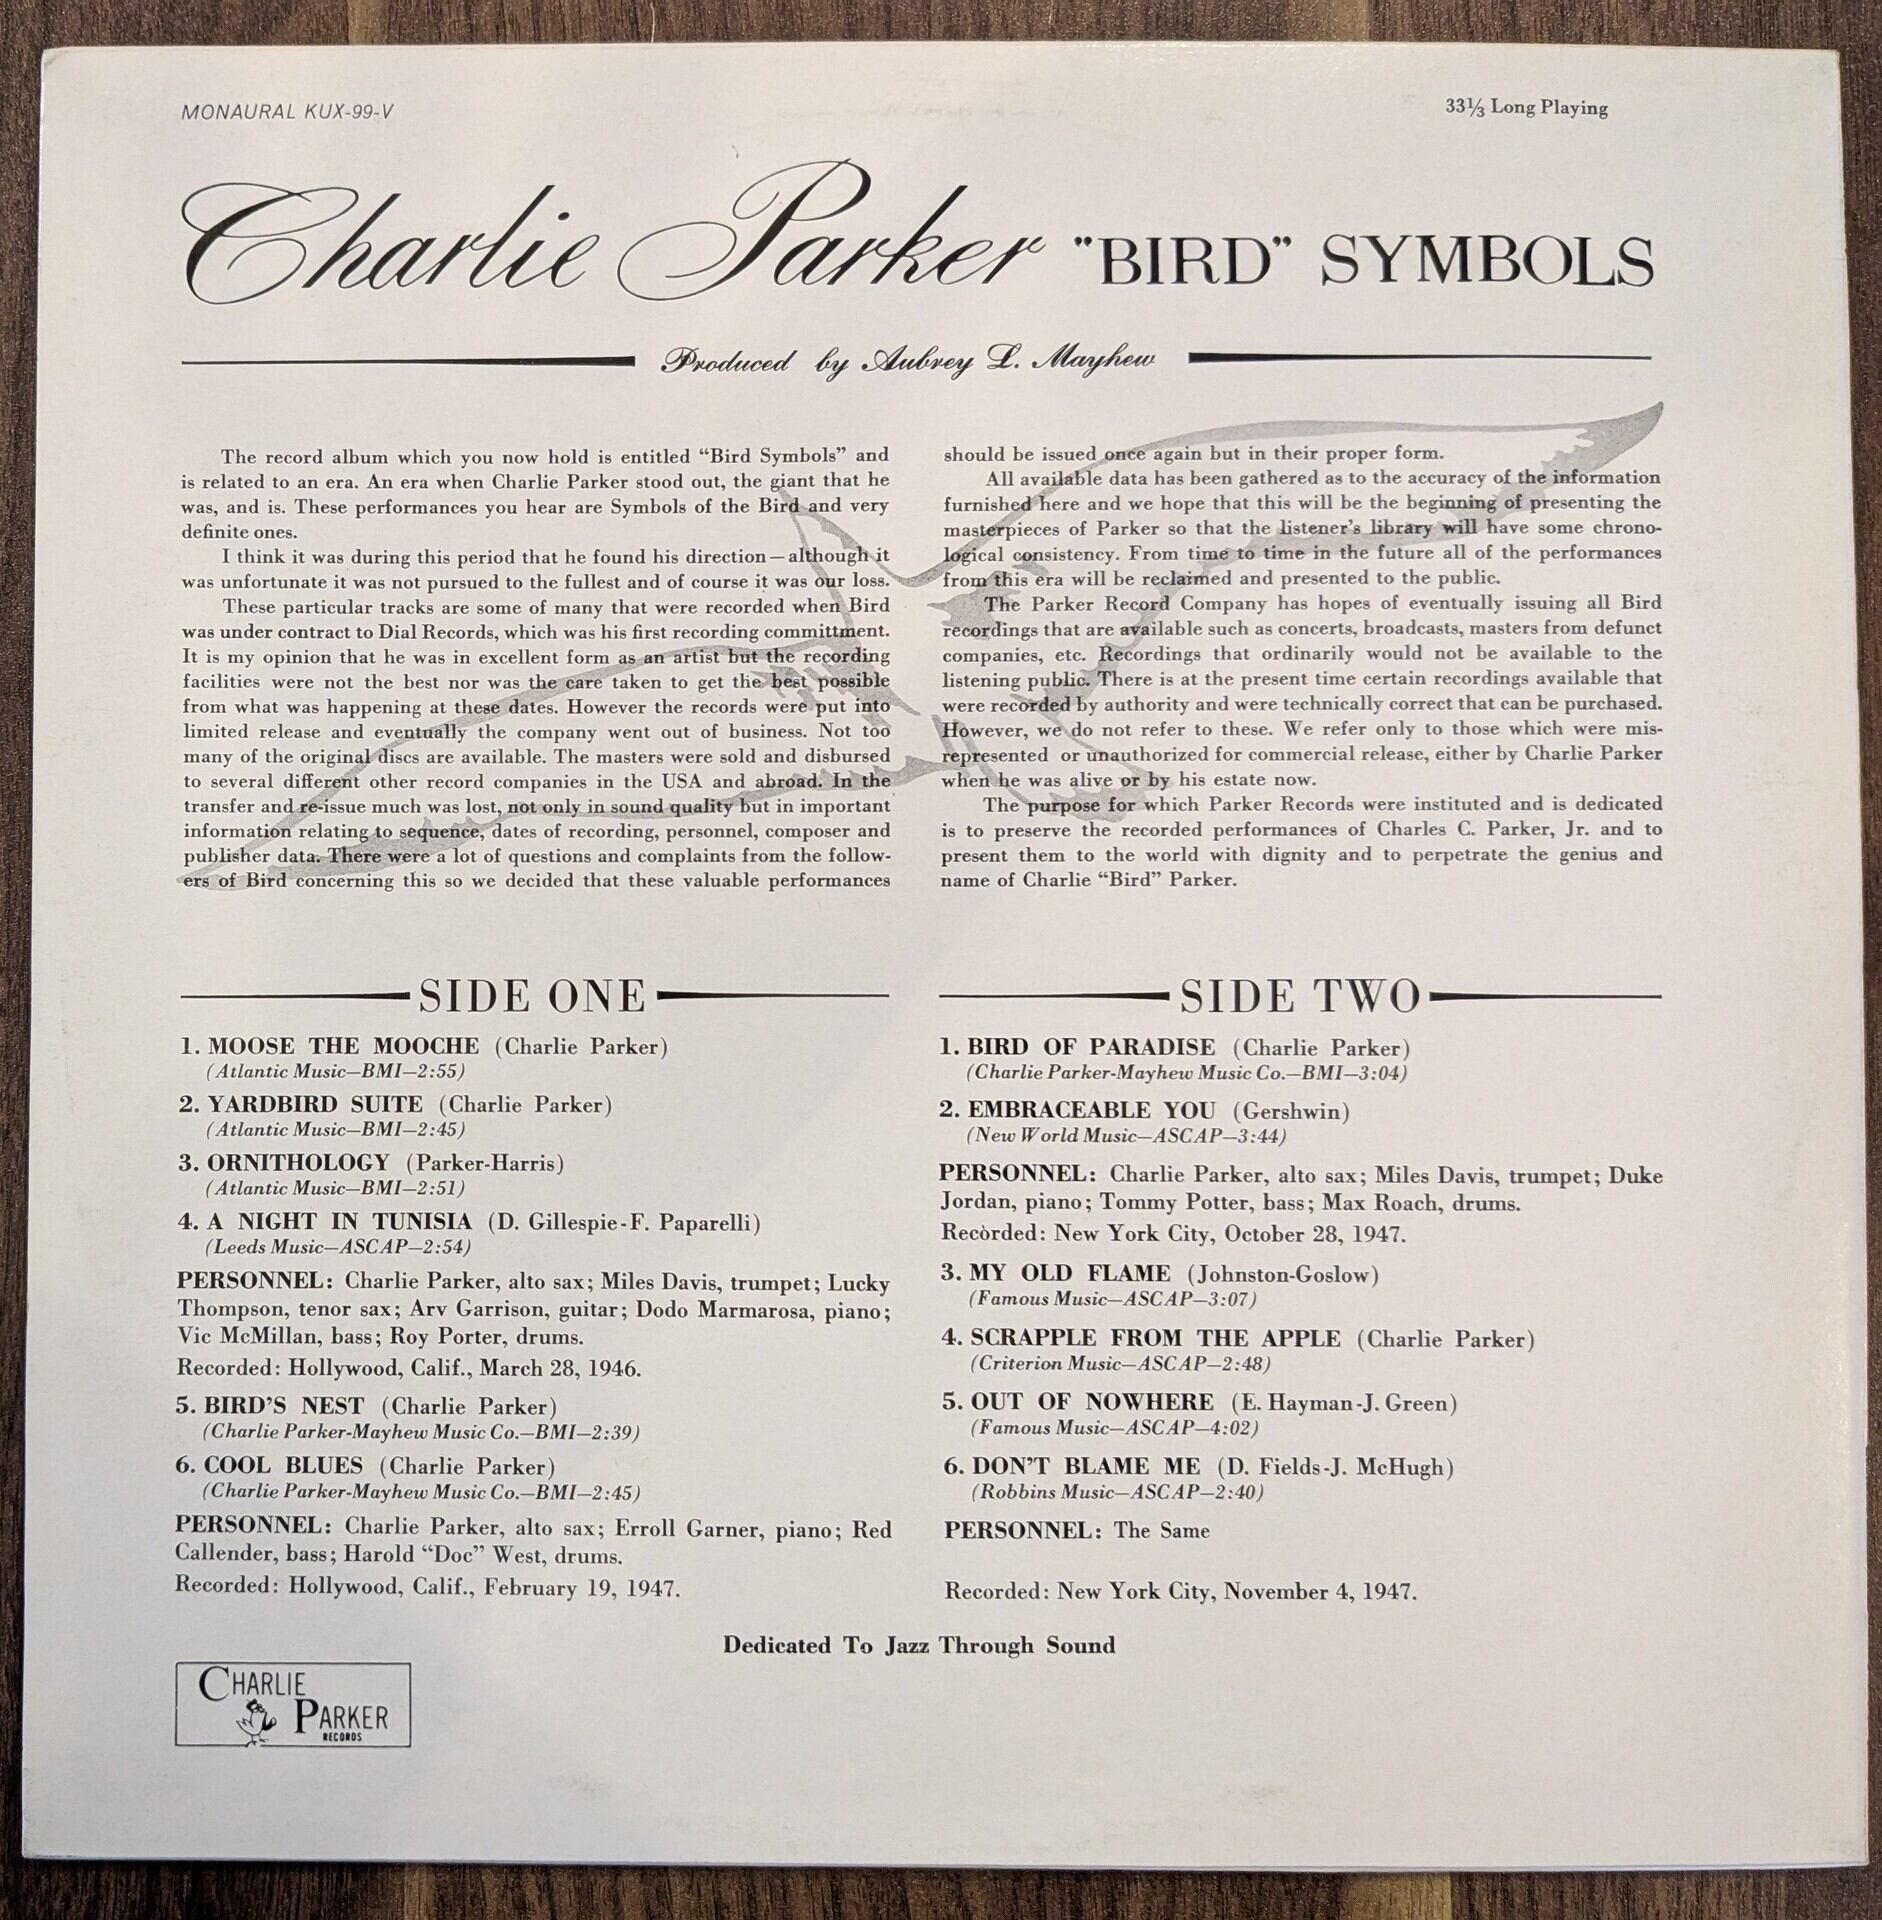 MONAURAL KUX-99-V
33⅓ Long Playing
Charlie Parker "BIRD" SYMBOLS
Produced by Aubrey L. Mayhew
The record album which you now hold is entitled “Bird Symbols” and
is related to an era. An era when Charlie Parker stood out, the giant that he
was, and is. These performances you hear are Symbols of the Bird and very
definite ones.
I think it was during this period that he found his direction—although it
was unfortunate it was not pursued to the fullest and of course it was our loss.
These particular tracks are some of many that were recorded when Bird
was under contract to Dial Records, which was his first recording committment.
It is my opinion that he was in excellent form as an artist but the recording
facilities were not the best nor was the care taken to get the best possible
from what was happening at these dates. However the records were put into
limited release and eventually the company went out of business. Not too
many of the original discs are available. The masters were sold and disbursed
to several different other record companies in the USA and abroad. In the
transfer and re-issue much was lost, not only in sound quality but in important
information relating to sequence, dates of recording, personnel, composer and
publisher data. There were a lot of questions and complaints from the follow-
ers of Bird concerning this so we decided that these valuable performances
should be issued once again but in their proper form.
All available data has been gathered as to the accuracy of the information
furnished here and we hope that this will be the beginning of presenting the
masterpieces of Parker so that the listener’s library will have some chrono-
logical consistency. From time to time in the future all of the performances
from this era will be reclaimed and presented to the public.
The Parker Record Company has hopes of eventually issuing all Bird
recordings that are available such as concerts, broadcasts, masters from defunct
companies, etc. Recordings that ordinarily would not be available to the
listening public. There is at the present time certain recordings available that
were recorded by authority and were technically correct that can be purchased.
However, we do not refer to these. We refer only to those which were mis-
represented or unauthorized for commercial release, either by Charlie Parker
when he was alive or by his estate now.
The purpose for which Parker Records were instituted and is dedicated
is to preserve the recorded performances of Charles C. Parker, Jr. and to
present them to the world with dignity and to perpetrate the genius and
name of Charlie “Bird” Parker.
SIDE ONE
1. MOOSE THE MOOCHE (Charlie Parker)
(Atlantic Music—BMI—2:55)
2. YARDBIRD SUITE (Charlie Parker)
(Atlantic Music—BMI—2:45)
3. ORNITHOLOGY (Parker-Harris)
(Atlantic Music—BMI—2:51)
4. A NIGHT IN TUNISIA (D. Gillespie-F. Paparelli)
(Leeds Music—ASCAP—2:54)
PERSONNEL: Charlie Parker, alto sax; Miles Davis, trumpet; Lucky
Thompson, tenor sax; Arv Garrison, guitar; Dodo Marmarosa, piano;
Vic McMillan, bass; Roy Porter, drums.
Recorded: Hollywood, Calif., March 28, 1946.
5. BIRD’S NEST (Charlie Parker)
(Charlie Parker-Mayhew Music Co.—BMI—2:39)
6. COOL BLUES (Charlie Parker)
(Charlie Parker-Mayhew Music Co.—BMI—2:45)
PERSONNEL: Charlie Parker, alto sax; Erroll Garner, piano; Red
Callender, bass; Harold “Doc” West, drums.
Recorded: Hollywood, Calif., February 19, 1947.
SIDE TWO
1. BIRD OF PARADISE (Charlie Parker)
(Charlie Parker-Mayhew Music Co.—BMI—3:04)
2. EMBRACEABLE YOU (Gershwin)
(New World Music—ASCAP—3:44)
PERSONNEL: Charlie Parker, alto sax; Miles Davis, trumpet; Duke
Jordan, piano; Tommy Potter, bass; Max Roach, drums.
Recorded: New York City, October 28, 1947.
3. MY OLD FLAME (Johnston-Goslow)
(Famous Music—ASCAP—3:07)
4. SCRAPPLE FROM THE APPLE (Charlie Parker)
(Criterion Music—ASCAP—2:48)
5. OUT OF NOWHERE (E. Hayman-J. Green)
(Famous Music—ASCAP—4:02)
6. DON’T BLAME ME (D. Fields-J. McHugh)
(Robbins Music—ASCAP—2:40)
PERSONNEL: The Same
Recorded: New York City, November 4, 1947.
Dedicated To Jazz Through Sound
CHARLIE
PARKER
RECORDS